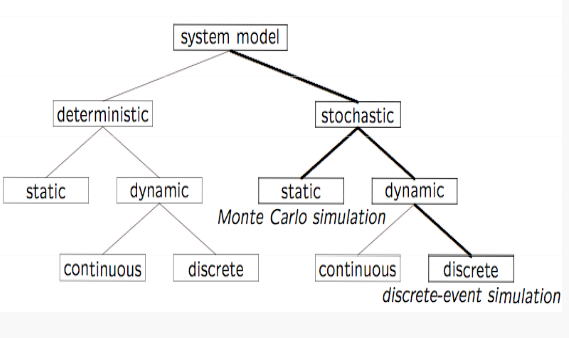 system model
deterministic
stochastic
static
dynamic
static
dynamic
Monte Carlo simulation
continuous
discrete
continuous
discrete
discrete-event simulation